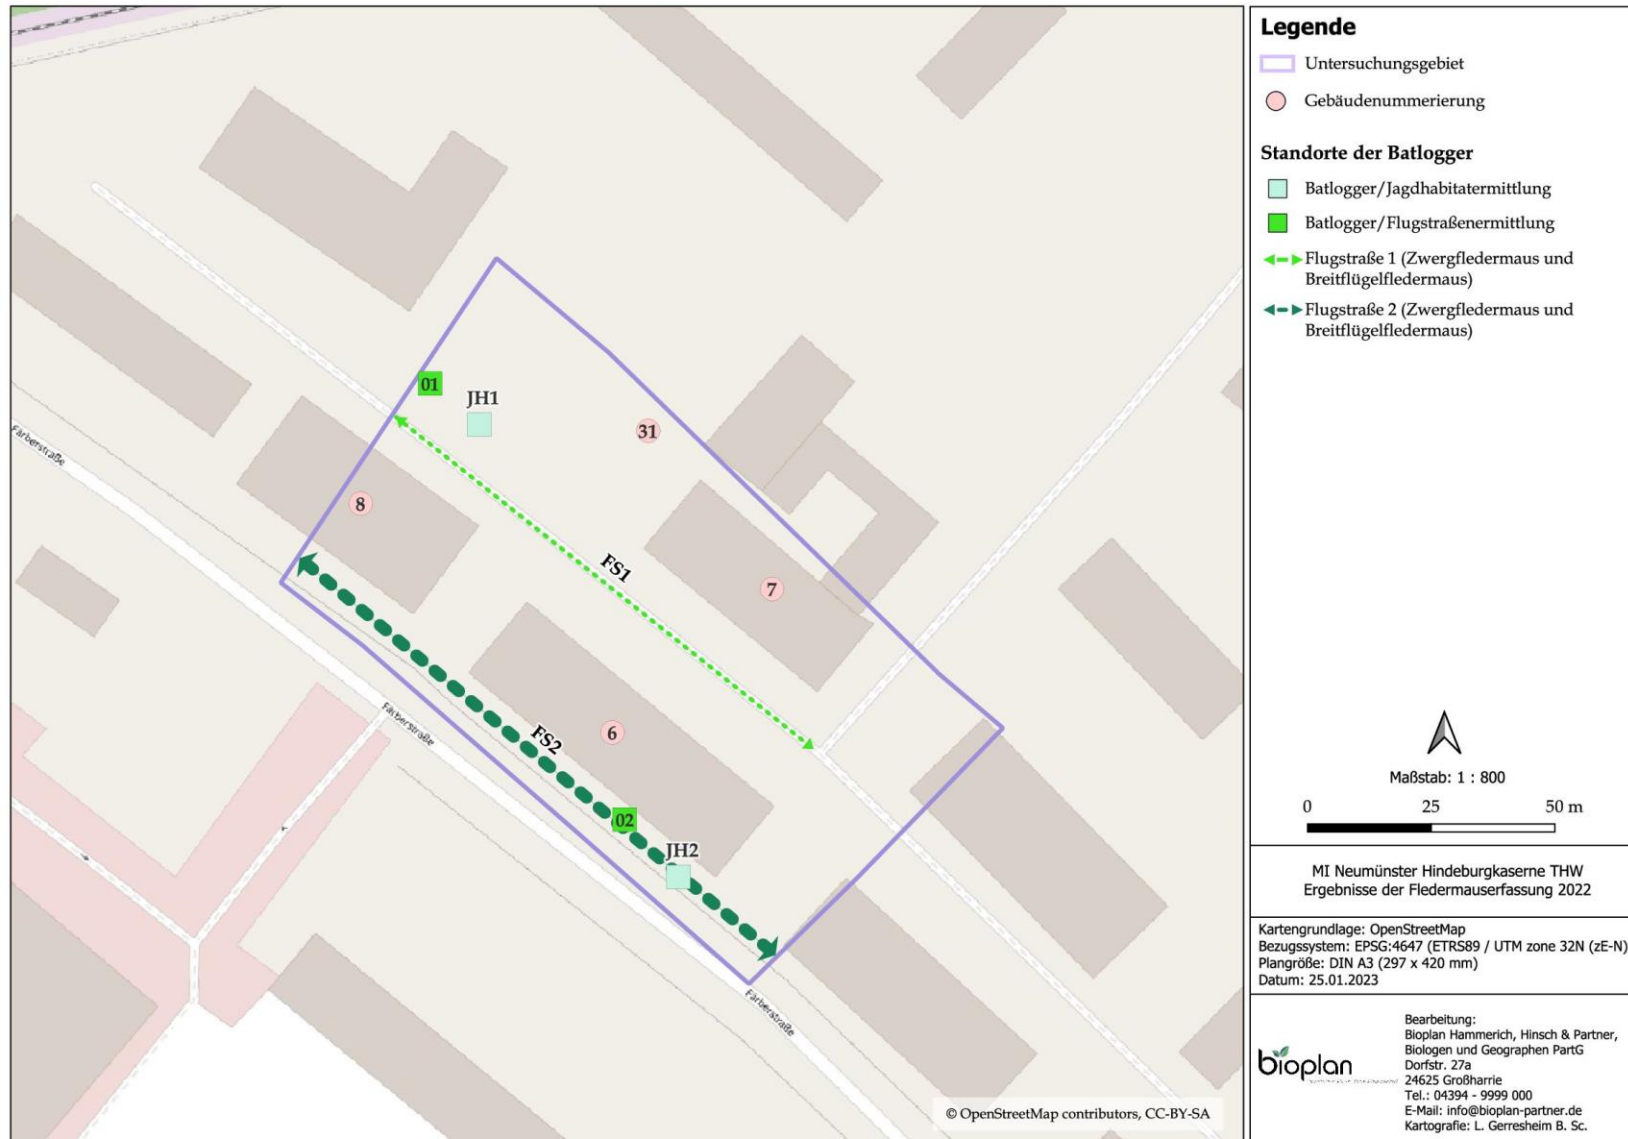 Legende
Untersuchungsgebiet
Gebäudenummerierung
Standorte der Batlogger
Batlogger/Jagdhabitatermittlung
Batlogger/Flugstraßenermittlung
Flugstraße 1 (Zwergfledermaus und
Breitflügelfledermaus)
Flugstraße 2 (Zwergfledermaus und
Breitflügelfledermaus)
Maßstab: 1 : 800
0 25 50 m
MI Neumünster Hindeburgkaserne THW
Ergebnisse der Fledermauserfassung 2022
Kartengrundlage: OpenStreetMap
Bezugssystem: EPSG:4647 (ETRS89 / UTM zone 32N (zE-N)
Plangröße: DIN A3 (297 x 420 mm)
Datum: 25.01.2023
bioplan
Bearbeitung:
Bioplan Hammerich, Hinsch & Partner,
Biologen und Geographen PartG
Dorfstr. 27a
24625 Großharrie
Tel.: 04394 - 9999 000
E-Mail: info@bioplan-partner.de
Kartografie: L. Gerresheim B. Sc.
01
JH1
31
Färberstraße
8
FS1
7
Färberstraße
FS2
6
02
JH2
Färberstraße
© OpenStreetMap contributors, CC-BY-SA